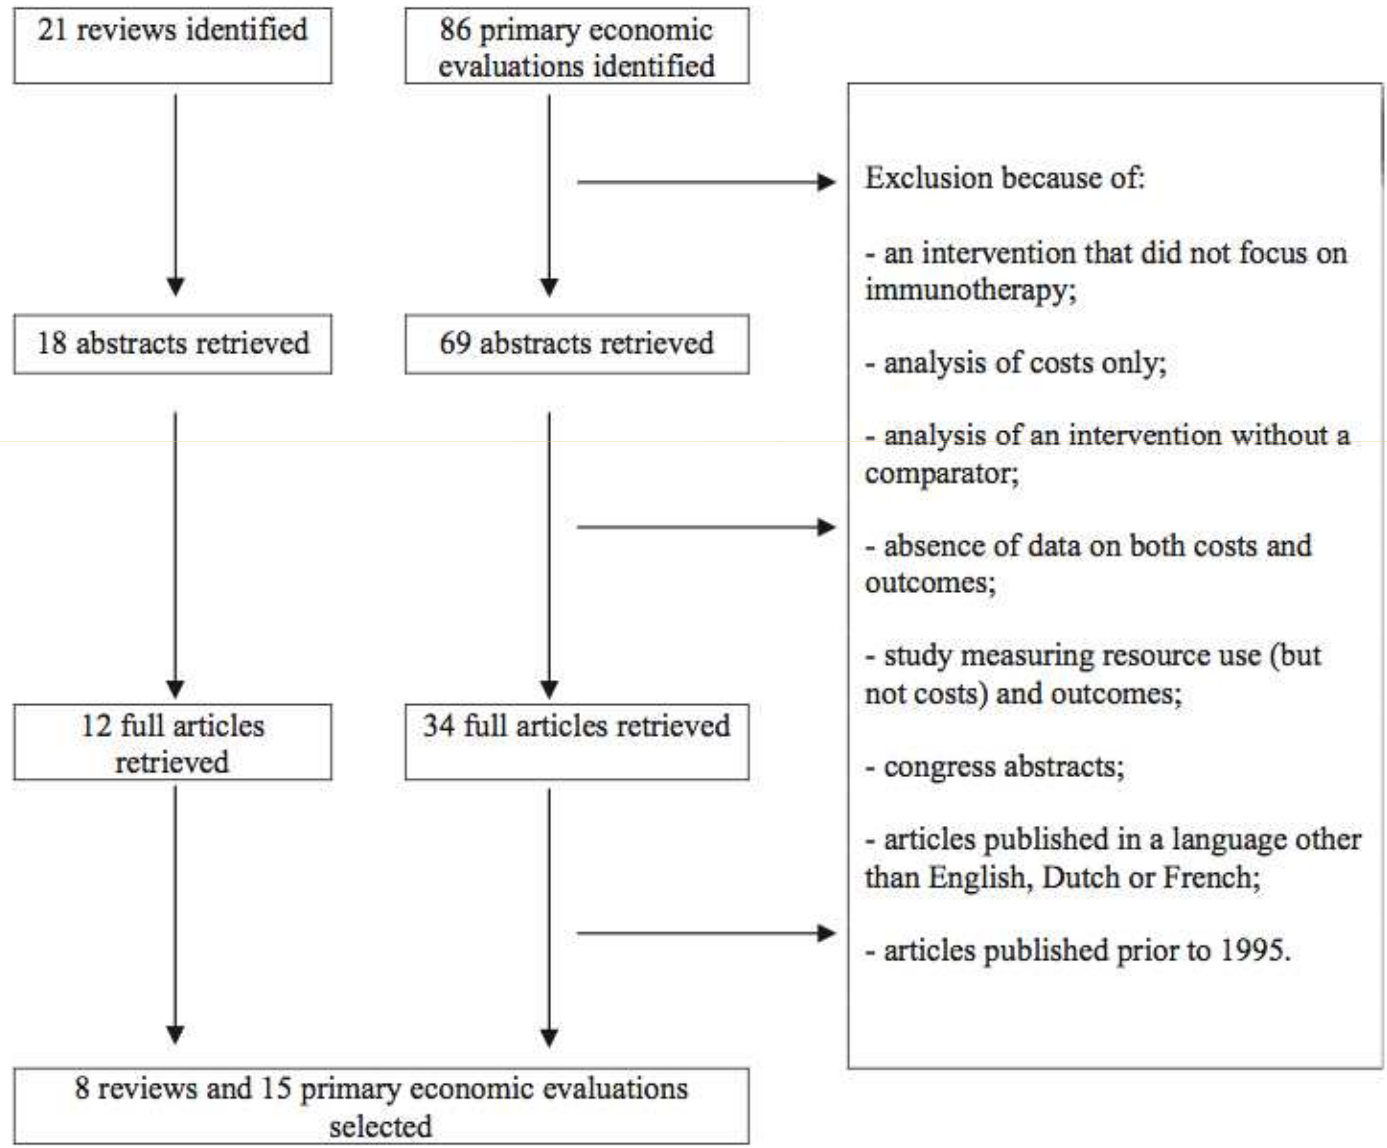 21 reviews identified
86 primary economic
evaluations identified
18 abstracts retrieved
69 abstracts retrieved
12 full articles
retrieved
34 full articles retrieved
8 reviews and 15 primary economic evaluations
selected
Exclusion because of:
- an intervention that did not focus on
immunotherapy;
- analysis of costs only;
- analysis of an intervention without a
comparator;
- absence of data on both costs and
outcomes;
- study measuring resource use (but
not costs) and outcomes;
- congress abstracts;
- articles published in a language other
than English, Dutch or French;
- articles published prior to 1995.